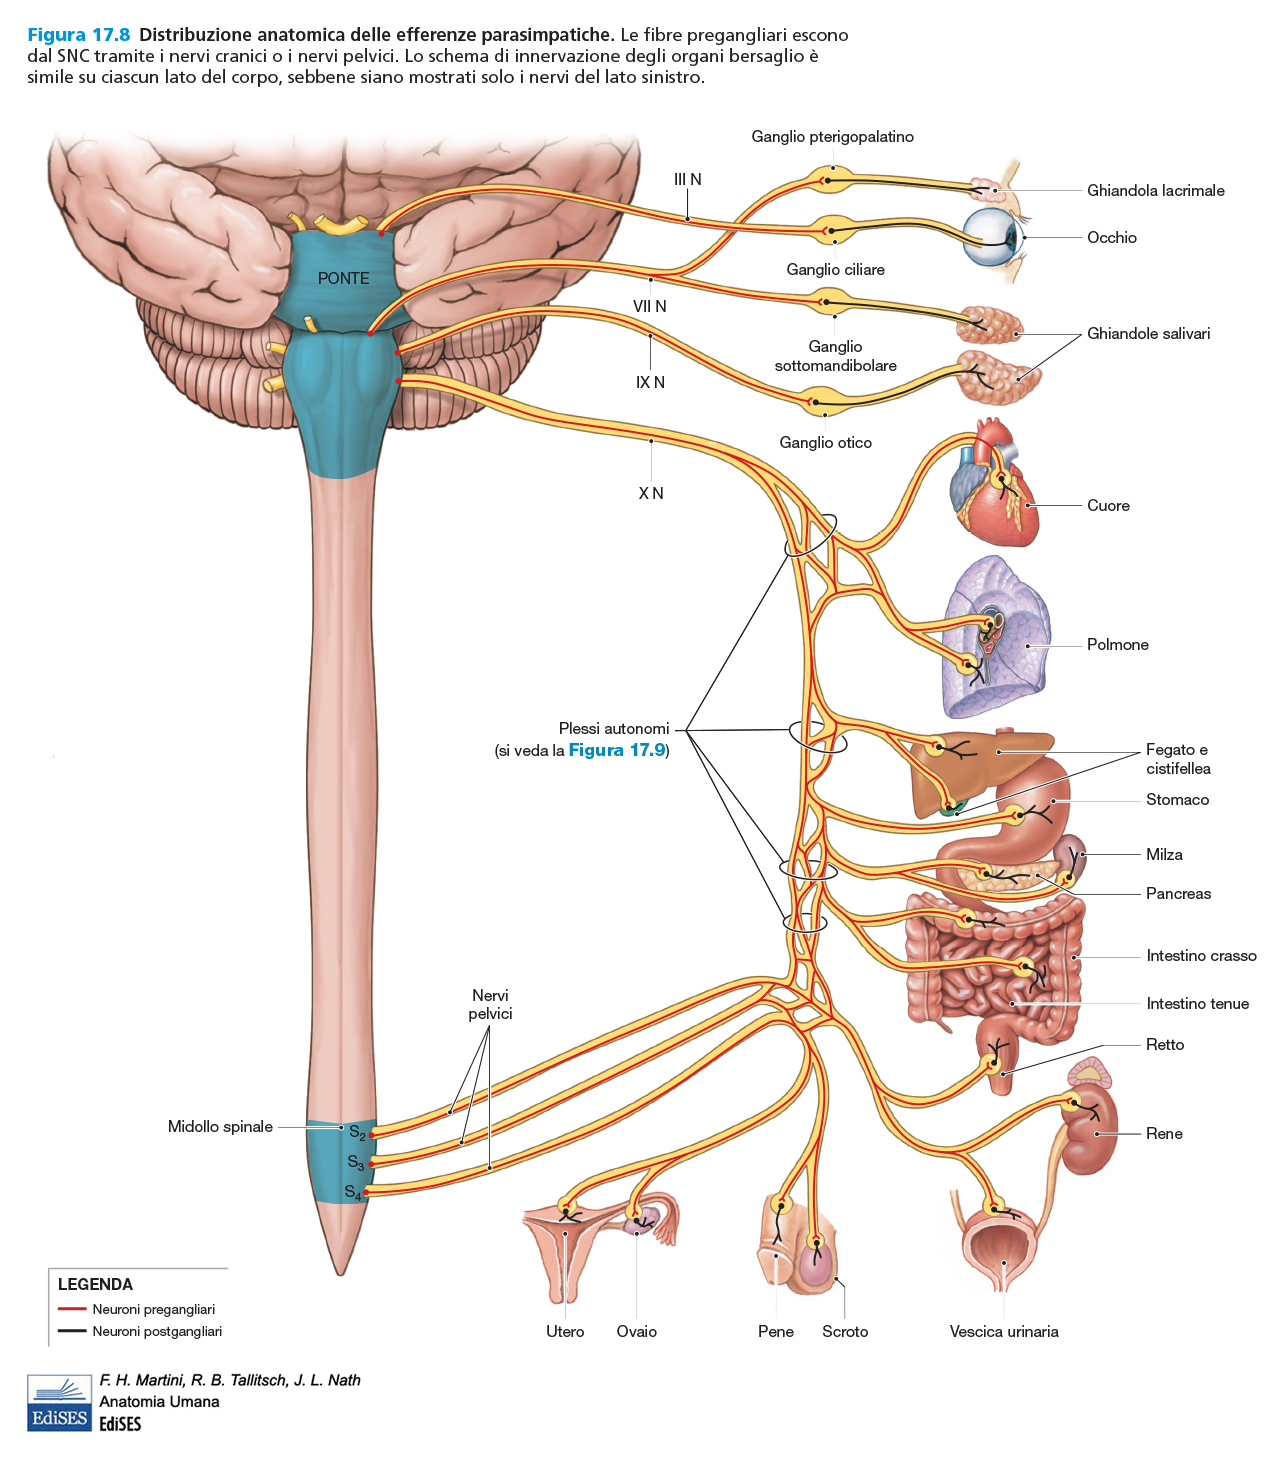 Figura 17.8 Distribuzione anatomica delle efferenze parasimpatiche. Le fibre pregangliari escono
dal SNC tramite i nervi cranici o i nervi pelvici. Lo schema di innervazione degli organi bersaglio è
simile su ciascun lato del corpo, sebbene siano mostrati solo i nervi del lato sinistro.
Ganglio pterigopalatino
III N
Ghiandola lacrimale
Occhio
Ganglio ciliare
PONTE
VII N
Ghiandole salivari
Ganglio
sottomandibolare
IX N
Ganglio otico
X N
Cuore
Polmone
Plessi autonomi
(si veda la Figura 17.9)
Fegato e
cistifellea
Stomaco
Milza
Pancreas
Intestino crasso
Intestino tenue
Nervi
pelvici
Retto
Midollo spinale
S2
S3
S4
Rene
LEGENDA
Neuroni pregangliari
Neuroni postgangliari
Utero
Ovaio
Pene
Scroto
Vescica urinaria
F. H. Martini, R. B. Tallitsch, J. L. Nath
Anatomia Umana
EdiSES
EdiSES